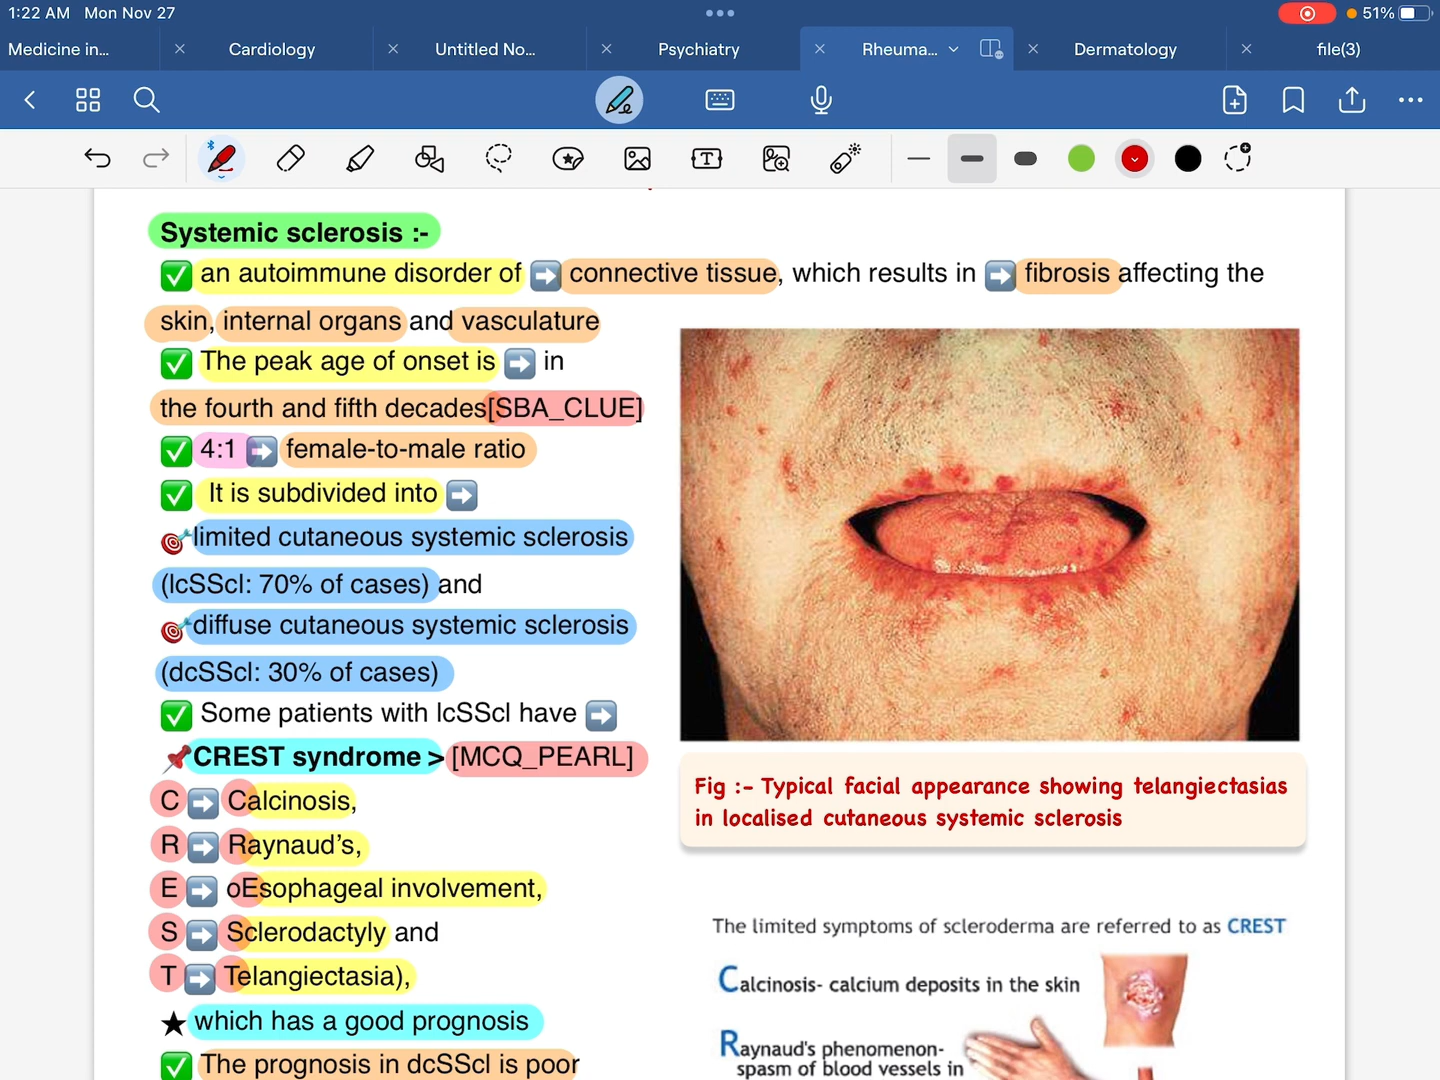 1:22 AM Mon Nov 27
51%
Medicine in...
Cardiology
Untitled No...
Psychiatry
Rheuma...
Dermatology
file(3)
Systemic sclerosis :-
✅ an autoimmune disorder of ➡️ connective tissue, which results in ➡️ fibrosis affecting the
skin, internal organs and vasculature
✅ The peak age of onset is ➡️ in
the fourth and fifth decades[SBA_CLUE]
✅ 4:1 ➡️ female-to-male ratio
✅ It is subdivided into ➡️
🎯limited cutaneous systemic sclerosis
(lcSScl: 70% of cases) and
🎯diffuse cutaneous systemic sclerosis
(dcSScl: 30% of cases)
✅ Some patients with lcSScl have ➡️
📌CREST syndrome > [MCQ_PEARL]
C ➡️ Calcinosis,
R ➡️ Raynaud's,
E ➡️ oEsophageal involvement,
S ➡️ Sclerodactyly and
T ➡️ Telangiectasia),
★ which has a good prognosis
✅ The prognosis in dcSScl is poor
Fig :- Typical facial appearance showing telangiectasias
in localised cutaneous systemic sclerosis
The limited symptoms of scleroderma are referred to as CREST
Calcinosis- calcium deposits in the skin
Raynaud's phenomenon-
spasm of blood vessels in